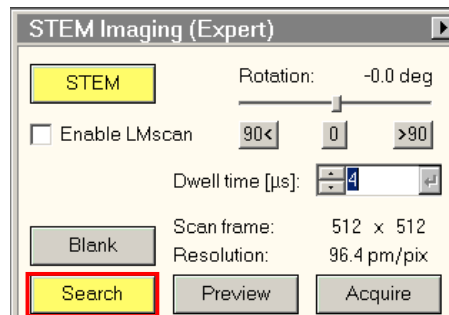 STEM Imaging (Expert)
STEM
Rotation: -0.0 deg
Enable LMscan 90< 0 >90
Dwell time [µs]: 4
Scan frame: 512 x 512
Blank
Resolution: 96.4 pm/pix
Search Preview Acquire